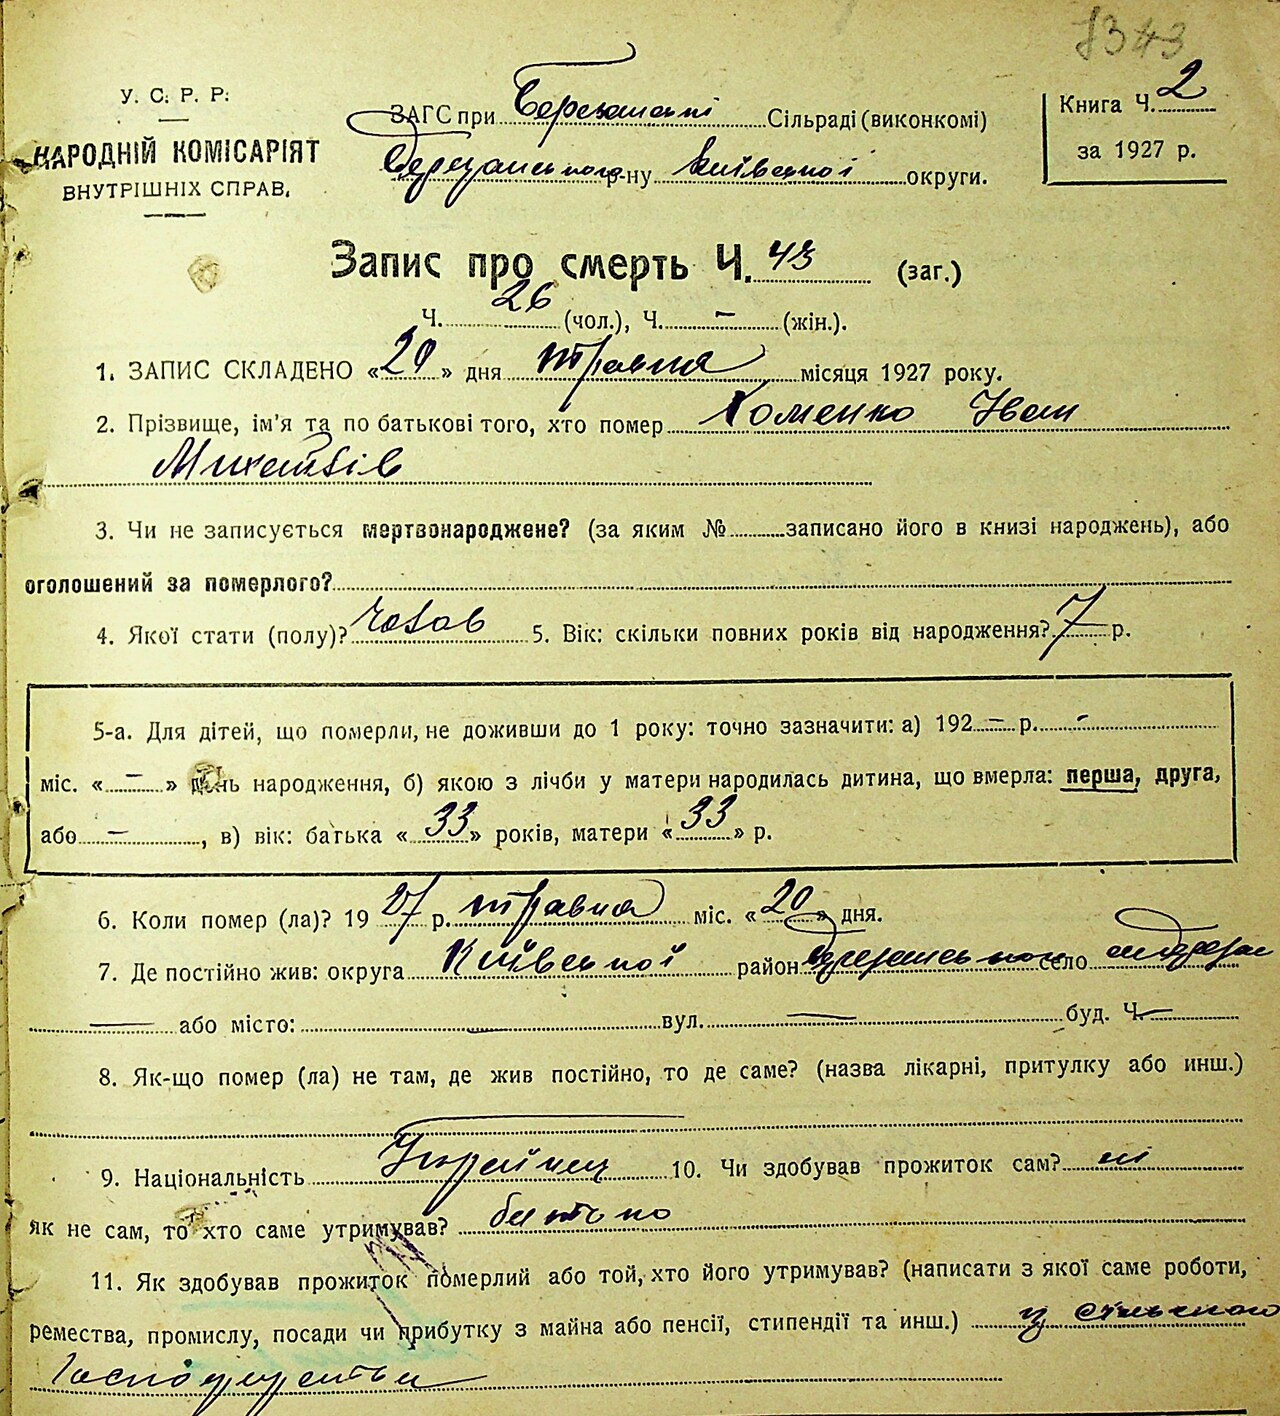 7343
У. С. Р. Р.
НАРОДНІЙ КОМІСАРІЯТ
ВНУТРІШНІХ СПРАВ.
ЗАГС при Березанській Сільраді (виконкомі)
Березанського р-ну Київської округи.
Книга Ч. 2
за 1927 р.
Запис про смерть Ч. 43 (заг.)
Ч. 26 (чол.), Ч. - (жін.).
1. ЗАПИС СКЛАДЕНО «20» дня травня місяця 1927 року.
2. Прізвище, ім'я та по батькові того, хто помер Хоменко Іван
Михайлів
3. Чи не записується мертвонароджене? (за яким № записано його в книзі народжень), або
оголошений за померлого?
4. Якої стати (полу)? чолов 5. Вік: скільки повних років від народження? 7 р.
5-а. Для дітей, що померли, не доживши до 1 року: точно зазначити: а) 192 – р. -
міс. « – » день народження, б) якою з лічби у матери народилась дитина, що вмерла: перша, друга,
або –, в) вік: батька «33» років, матери «33» р.
6. Коли помер (ла)? 1927 р. травня міс. «20» дня.
7. Де постійно жив: округа Київської район Березанського село
— або місто: – вул. — буд. Ч. –
8. Як-що помер (ла) не там, де жив постійно, то де саме? (назва лікарні, притулку або инш.)
9. Національність Українец 10. Чи здобував прожиток сам? ні
як не сам, то хто саме утримував? батько
11. Як здобував прожиток померлий або той, хто його утримував? (написати з якої саме роботи,
ремества, промислу, посади чи прибутку з майна або пенсії, стипендії та инш.) з сільского
господарства